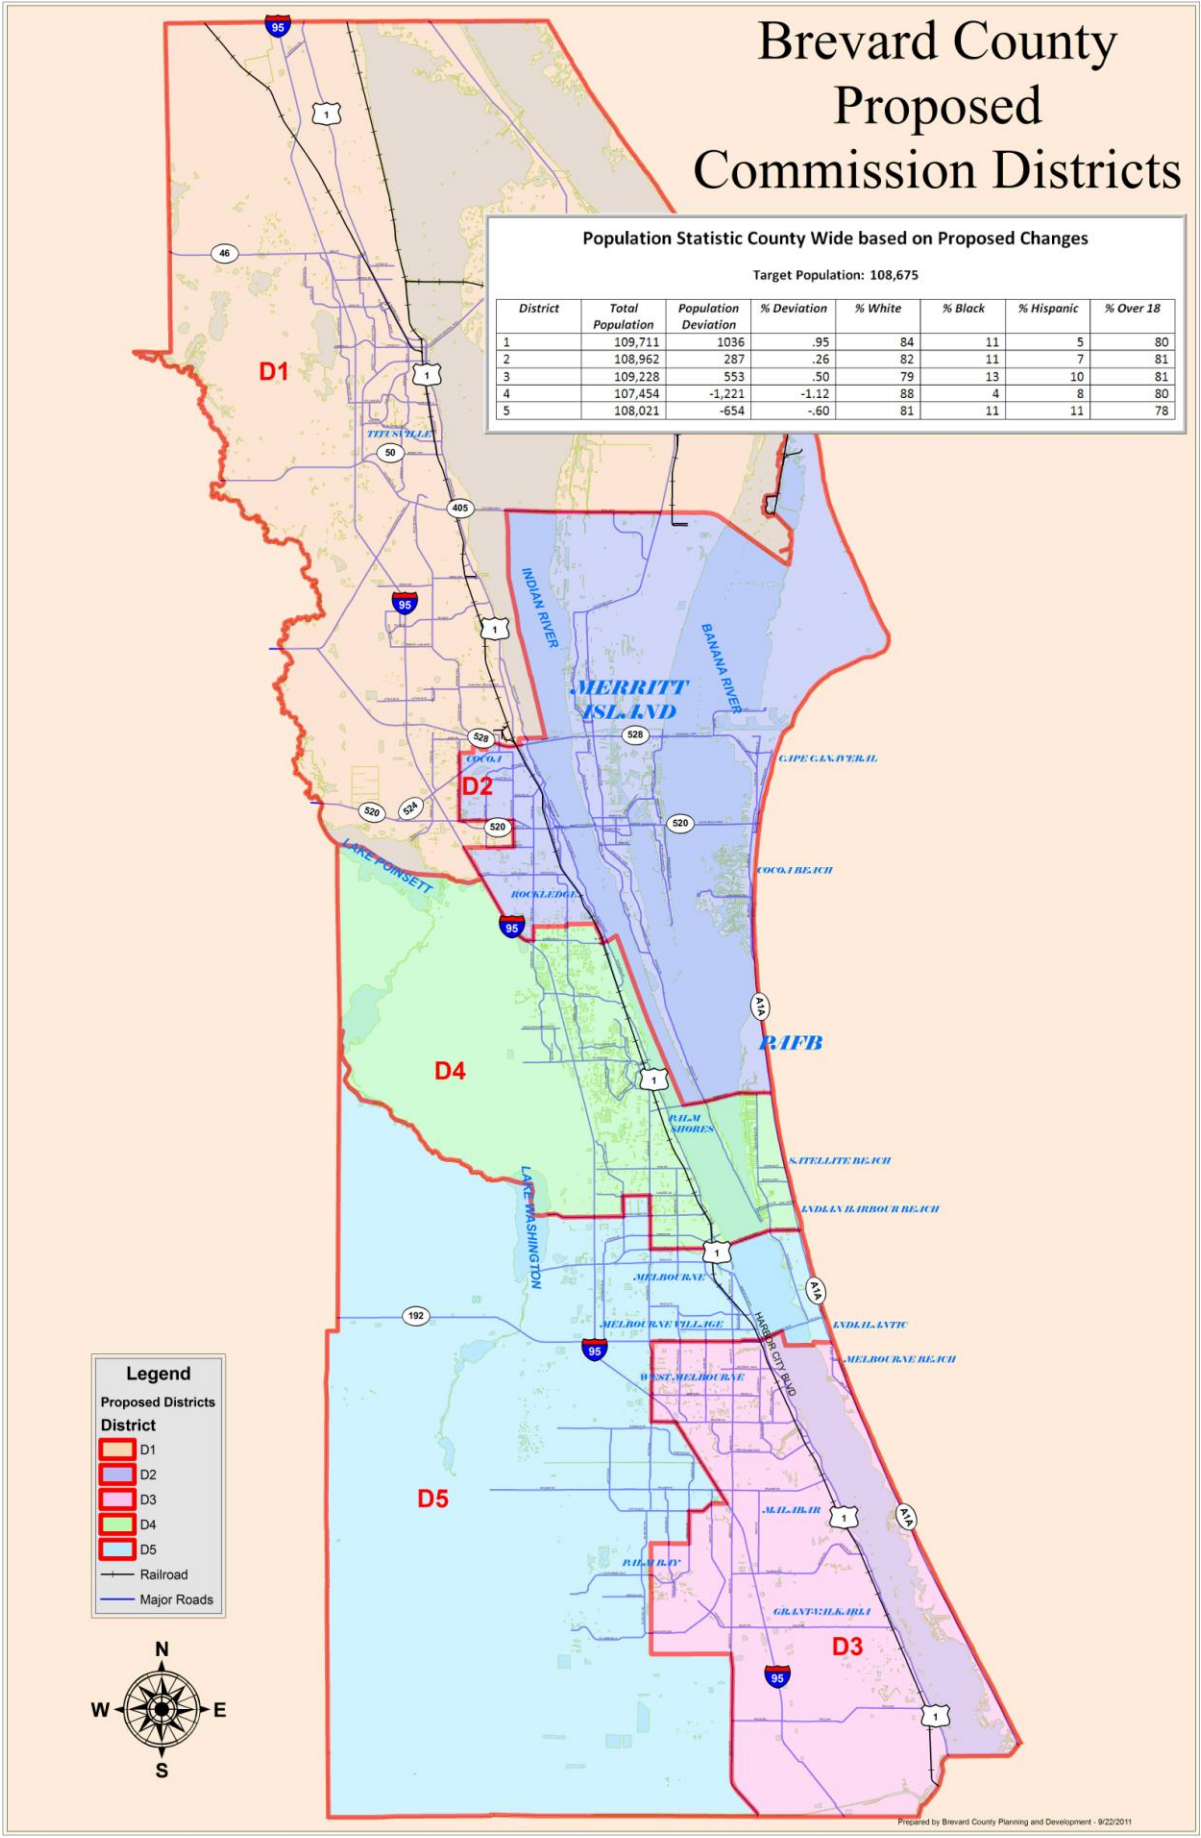 Brevard County
Proposed
Commission Districts
Population Statistic County Wide based on Proposed Changes
Target Population: 108,675
District Total Population Population Deviation % Deviation % White % Black % Hispanic % Over 18
1 109,711 1036 .95 84 11 5 80
2 108,962 287 .26 82 11 7 81
3 109,228 553 .50 79 13 10 81
4 107,454 -1,221 -1.12 88 4 8 80
5 108,021 -654 -.60 81 11 11 78
95
1
46
D1
1
TITUSVILLE
50
405
INDIAN RIVER
95
1
BANANA RIVER
MERRITT
ISLAND
528
528
COCOA
CAPE CANAVERAL
D2
520
524
520
520
LAKE POINSETT
COCOA BEACH
ROCKLEDGE
95
A1A
PAFB
D4
1
PALM
SHORES
SATELLITE BEACH
LAKE WASHINGTON
INDIAN HARBOUR BEACH
1
MELBOURNE
A1A
192
MELBOURNE VILLAGE
INDIALANTIC
HARBOR CITY BLVD
95
MELBOURNE BEACH
WEST MELBOURNE
D5
MALABAR
1
A1A
PALM BAY
GRANT-VALKARIA
D3
95
1
Legend
Proposed Districts
District
D1
D2
D3
D4
D5
Railroad
Major Roads
N
W E
S
Prepared by Brevard County Planning and Development - 9/22/2011